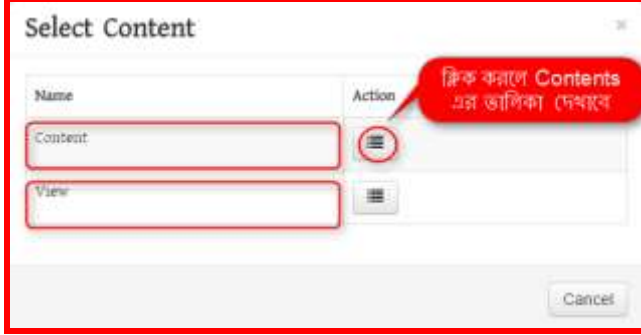 Select Content
×
Name
Action
ক্লিক করলে Contents
এর তালিকা দেখাবে
Content
View
Cancel